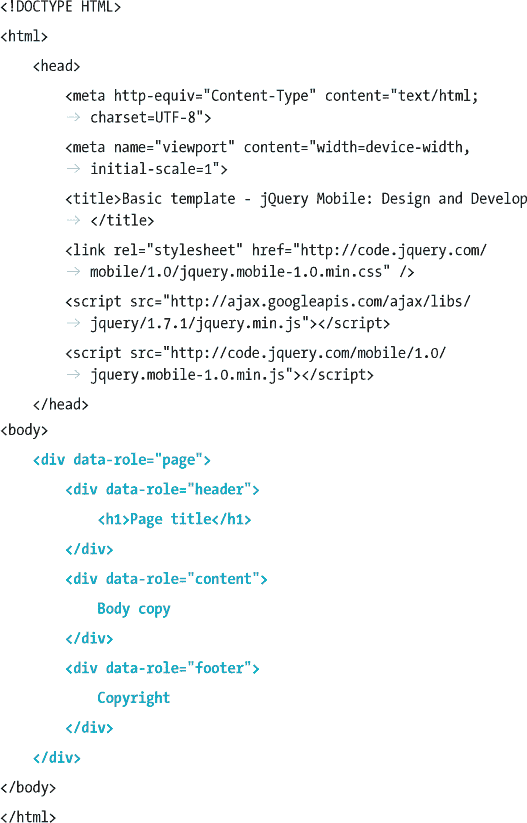 <!DOCTYPE HTML>
<html>
<head>
<meta http-equiv="Content-Type" content="text/html;
→ charset=UTF-8">
<meta name="viewport" content="width=device-width,
→ initial-scale=1">
<title>Basic template - jQuery Mobile: Design and Develop
→ </title>
<link rel="stylesheet" href="http://code.jquery.com/
→ mobile/1.0/jquery.mobile-1.0.min.css" />
<script src="http://ajax.googleapis.com/ajax/libs/
→ jquery/1.7.1/jquery.min.js"></script>
<script src="http://code.jquery.com/mobile/1.0/
→ jquery.mobile-1.0.min.js"></script>
</head>
<body>
<div data-role="page">
<div data-role="header">
<h1>Page title</h1>
</div>
<div data-role="content">
Body copy
</div>
<div data-role="footer">
Copyright
</div>
</div>
</body>
</html>